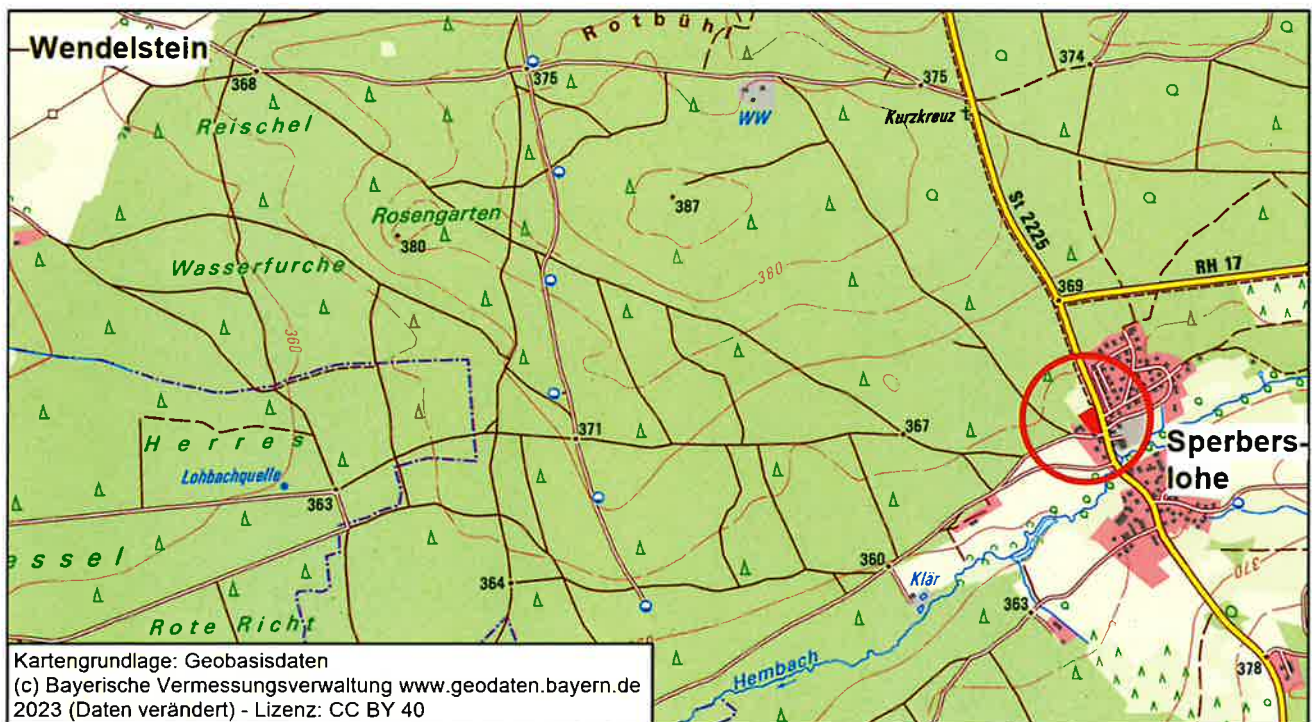 Wendelstein
Rotbühl
368
375
375
374
Reischel
WW
Kurzkreuz
Rosengarten
387
380
St 2225
Wasserfurche
380
RH 17
369
360
Herres
371
367
Sperbers-
lohe
Lohbachquelle
363
essel
360
364
Klär
363
370
Rote Richt
Hembach
378
Kartengrundlage: Geobasisdaten
(c) Bayerische Vermessungsverwaltung www.geodaten.bayern.de
2023 (Daten verändert) - Lizenz: CC BY 40